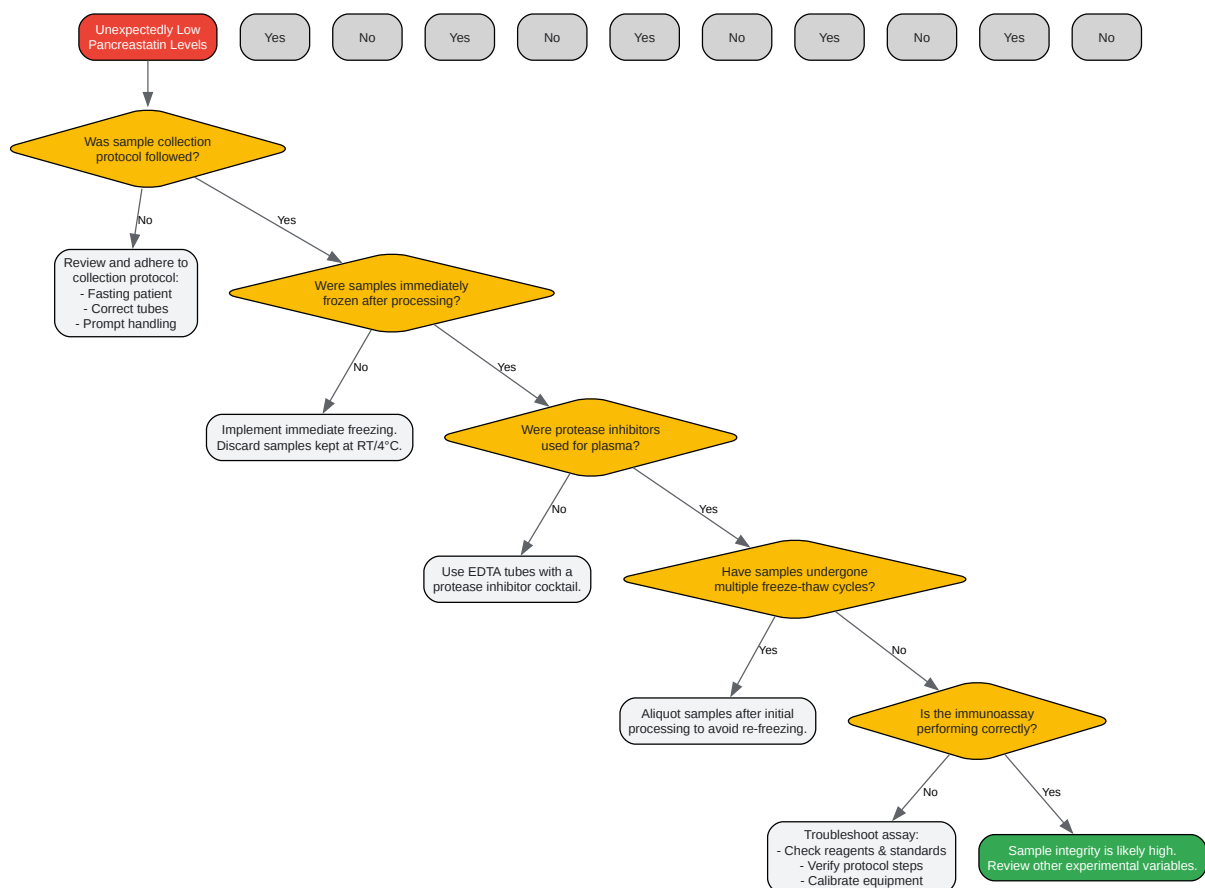 Unexpectedly Low
Pancreastatin Levels
Yes
No
Yes
No
Yes
No
Yes
No
Yes
No
Was sample collection
protocol followed?
No
Yes
Review and adhere to
collection protocol:
- Fasting patient
- Correct tubes
- Prompt handling
Were samples immediately
frozen after processing?
No
Yes
Implement immediate freezing.
Discard samples kept at RT/4°C.
Were protease inhibitors
used for plasma?
No
Yes
Use EDTA tubes with a
protease inhibitor cocktail.
Have samples undergone
multiple freeze-thaw cycles?
Yes
No
Aliquot samples after initial
processing to avoid re-freezing.
Is the immunoassay
performing correctly?
No
Yes
Troubleshoot assay:
- Check reagents & standards
- Verify protocol steps
- Calibrate equipment
Sample integrity is likely high.
Review other experimental variables.